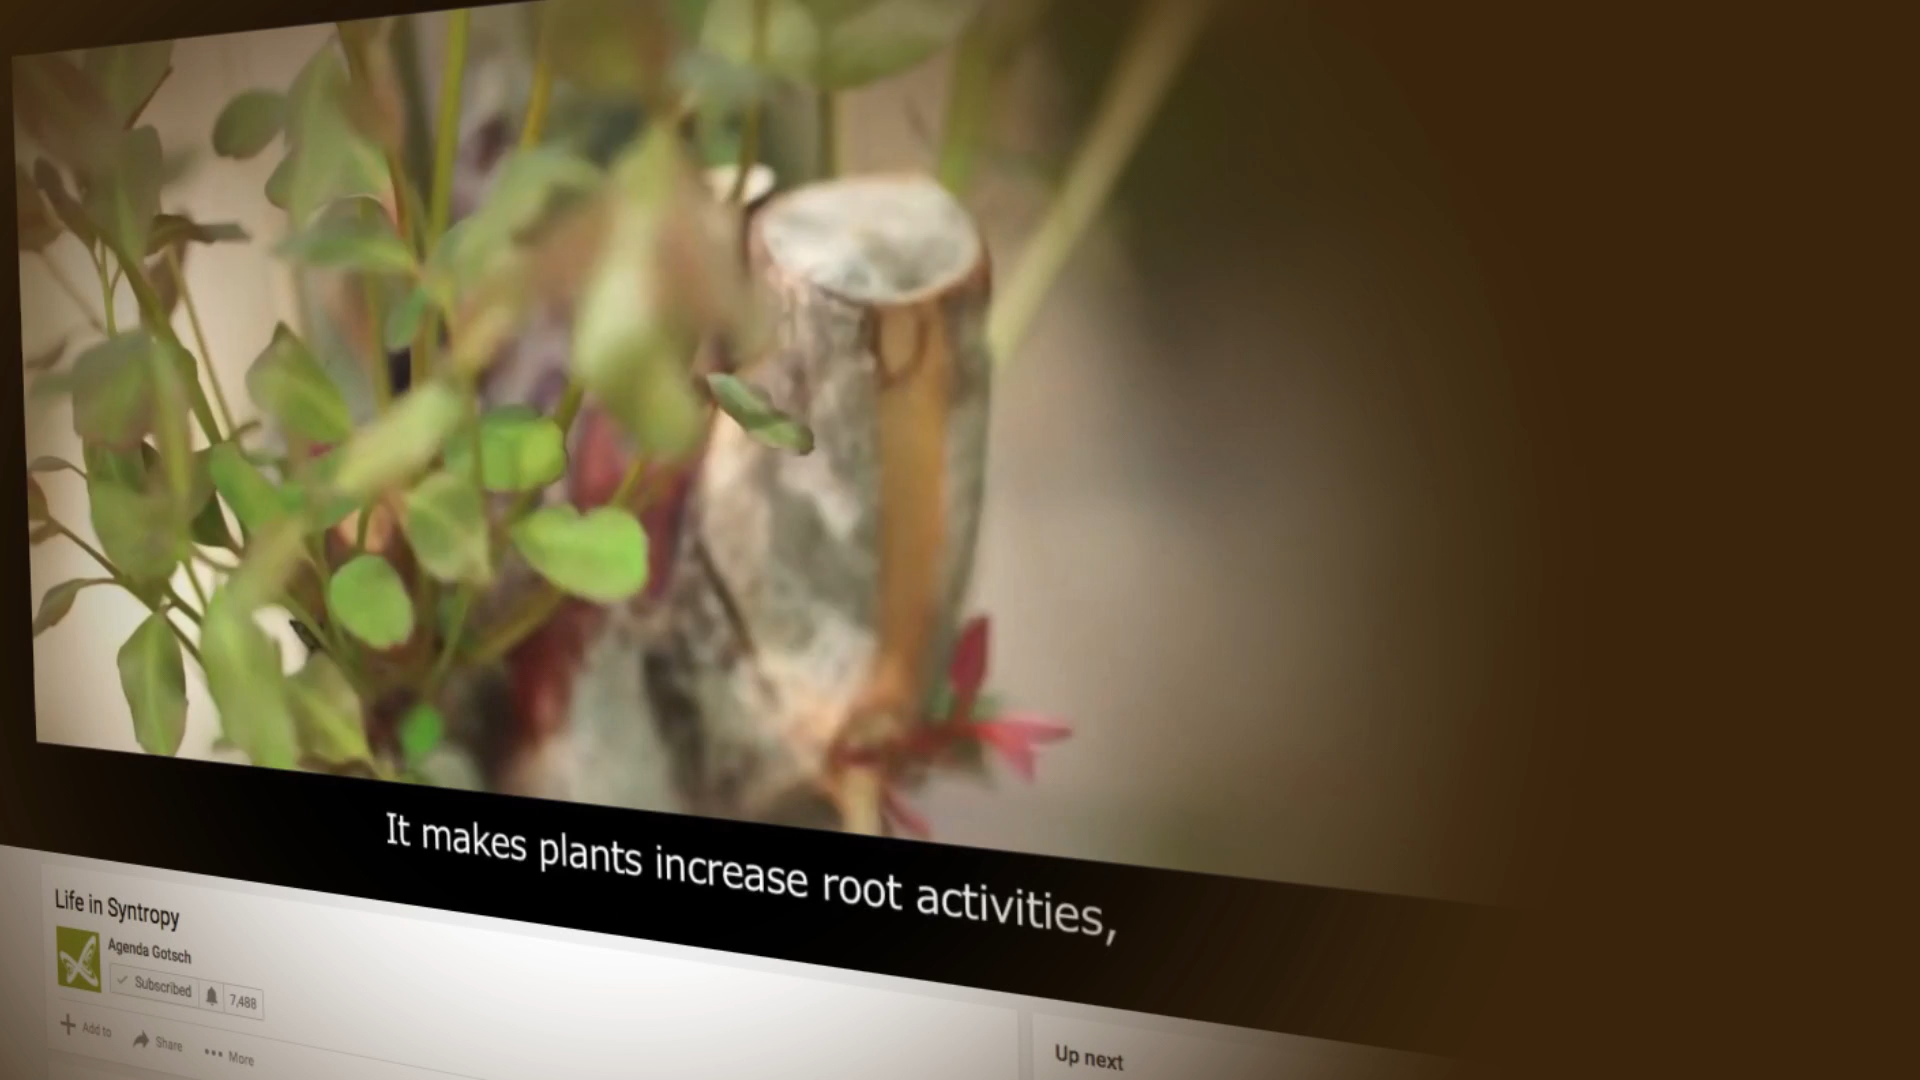 It makes plants increase root activities,
Life in Syntropy
Agenda Gotsch
Subscribed 7,488
Add to Share More
Up next